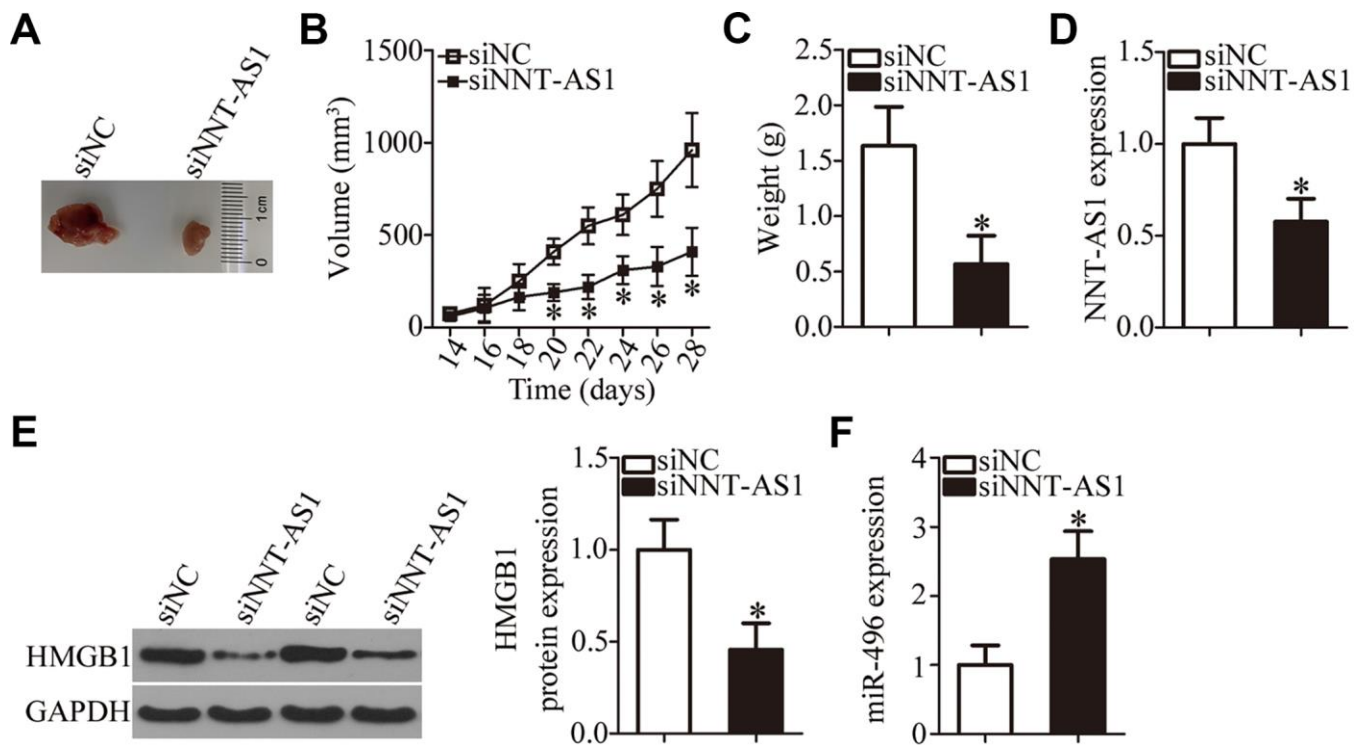 A
siNC
siNNT-AS1
1cm
0
B
1500
1000
500
0
Volume (mm³)
siNC
siNNT-AS1
*
*
*
*
*
14
16
18
20
22
24
26
28
Time (days)
C
2.5
2.0
1.5
1.0
0.5
0.0
Weight (g)
siNC
siNNT-AS1
*
D
1.5
1.0
0.5
0.0
NNT-AS1 expression
siNC
siNNT-AS1
*
E
siNC
siNNT-AS1
siNC
siNNT-AS1
HMGB1
GAPDH
HMGB1
protein expression
1.5
1.0
0.5
0.0
siNC
siNNT-AS1
*
F
4
3
2
1
0
miR-496 expression
siNC
siNNT-AS1
*